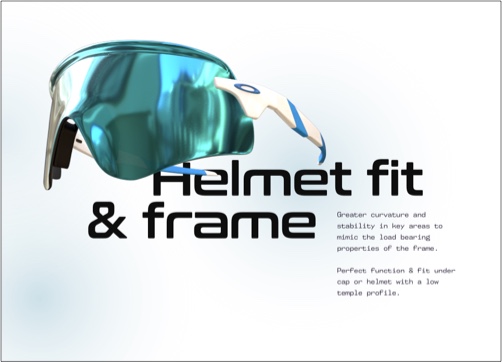 Helmet fit
& frame
Greater curvature and
stability in key areas to
mimic the load bearing
properties of the frame.
Perfect function & fit under
cap or helmet with a low
temple profile.